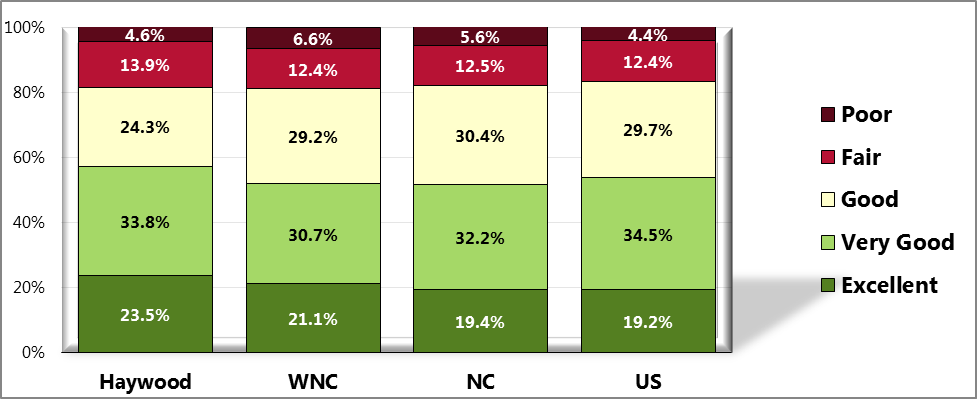 100%
80%
60%
40%
20%
0%
4.6% 6.6% 5.6% 4.4%
13.9% 12.4% 12.5% 12.4%
24.3% 29.2% 30.4% 29.7%
33.8% 30.7% 32.2% 34.5%
23.5% 21.1% 19.4% 19.2%
Haywood WNC NC US
Poor
Fair
Good
Very Good
Excellent